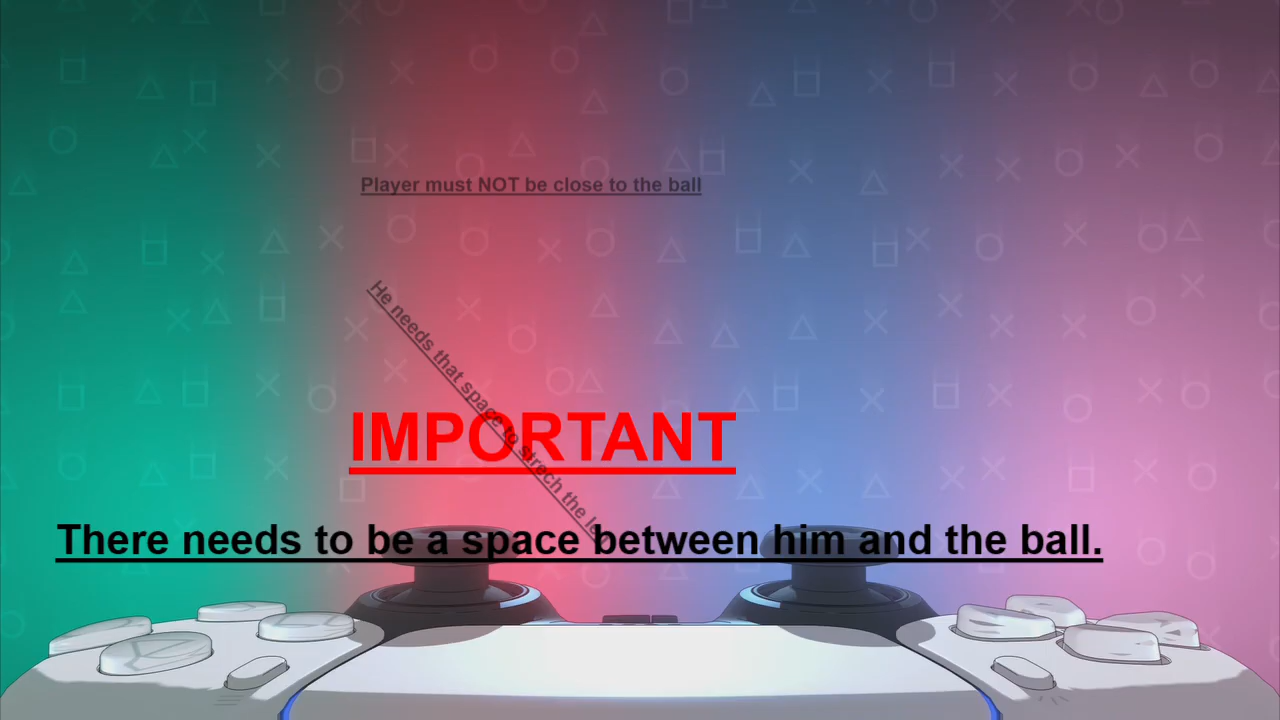 Player must NOT be close to the ball
He needs that space to strech the leg
IMPORTANT
There needs to be a space between him and the ball.